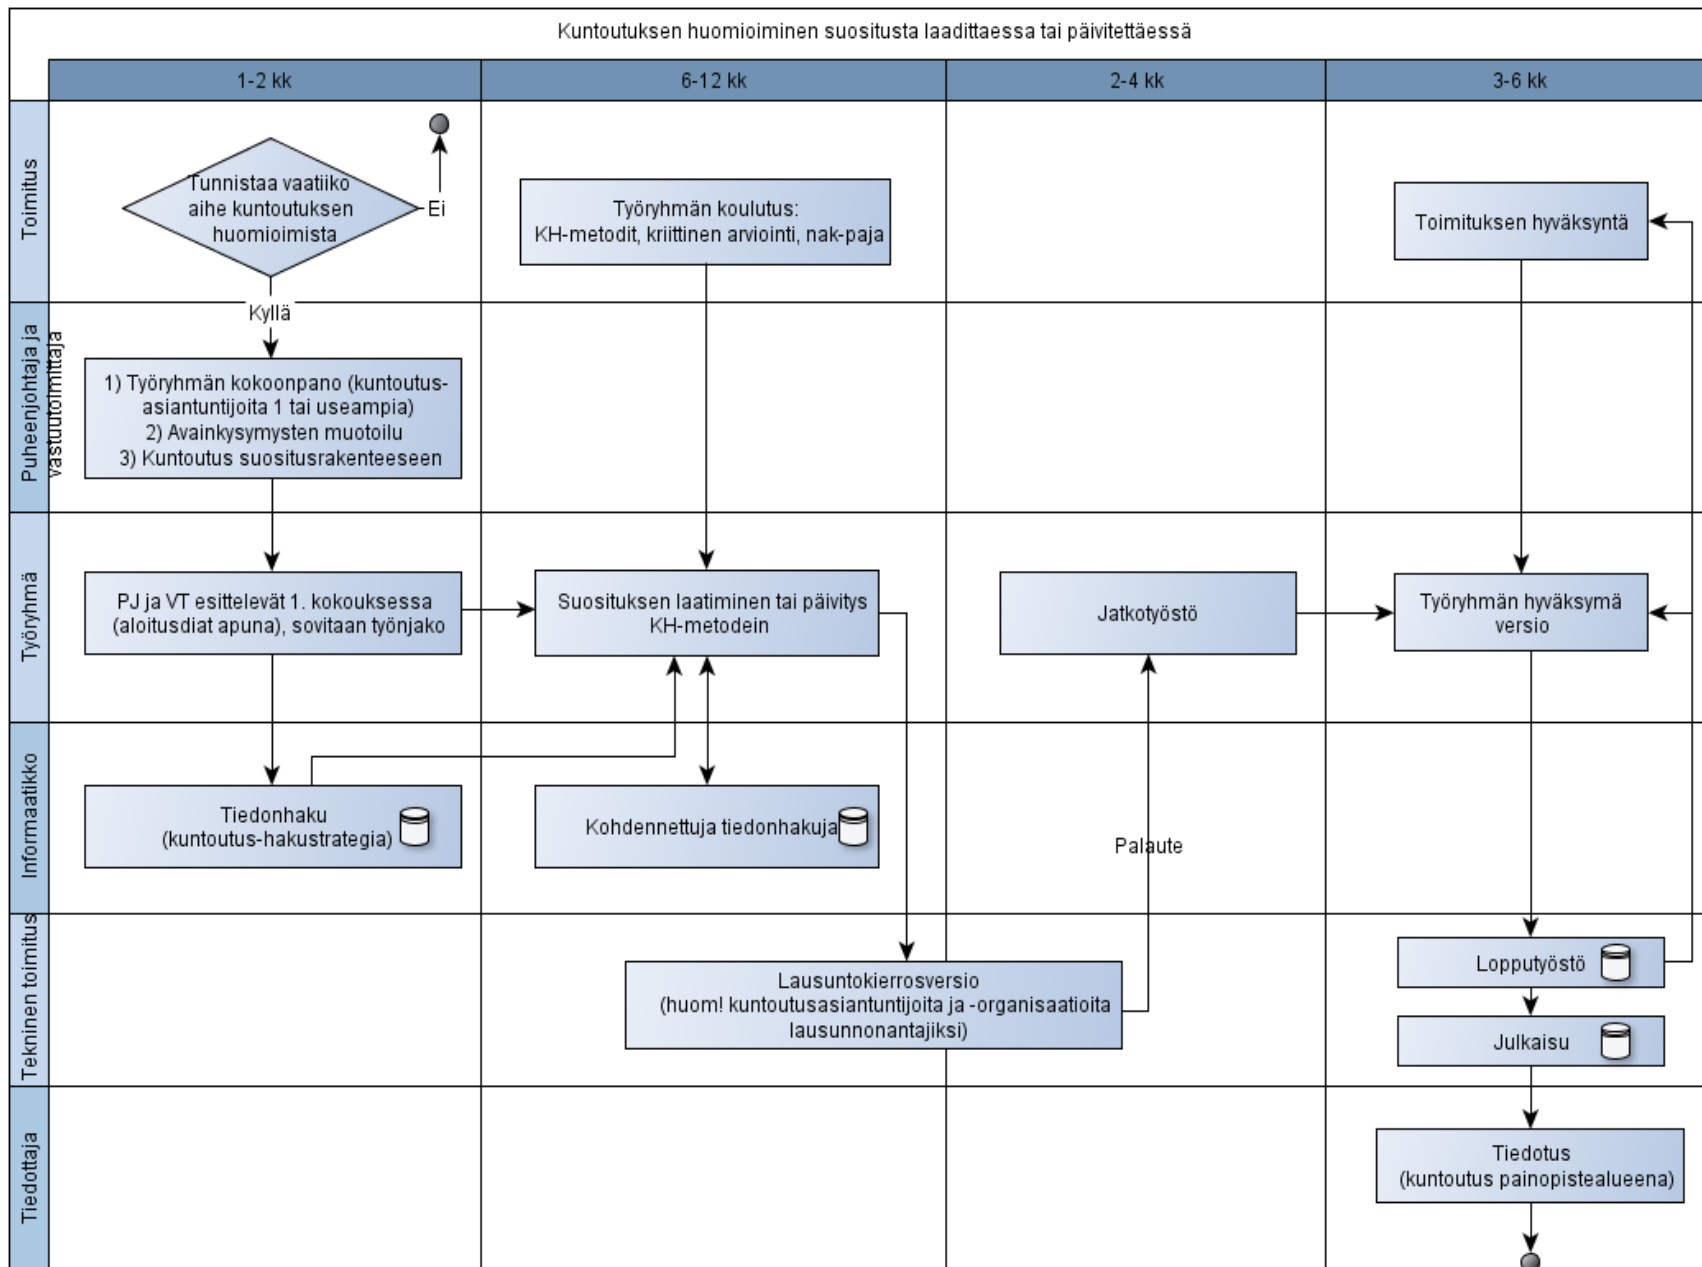 Kuntoutuksen huomioiminen suositusta laadittaessa tai päivitettäessä
1-2 kk
6-12 kk
2-4 kk
3-6 kk
Toimitus
Tunnistaa vaatiiko
aihe kuntoutuksen
huomioimista
Ei
Kyllä
Työryhmän koulutus:
KH-metodit, kriittinen arviointi, nak-paja
Toimituksen hyväksyntä
Puheenjohtaja ja
vastuutoimittaja
1) Työryhmän kokoonpano (kuntoutus-
asiantuntijoita 1 tai useampia)
2) Avainkysymysten muotoilu
3) Kuntoutus suositusrakenteeseen
Työryhmä
PJ ja VT esittelevät 1. kokouksessa
(aloitusdiat apuna), sovitaan työnjako
Suosituksen laatiminen tai päivitys
KH-metodein
Jatkotyöstö
Työryhmän hyväksymä
versio
Informaatikko
Tiedonhaku
(kuntoutus-hakustrategia)
Kohdennettuja tiedonhakuja
Palaute
Tekninen toimitus
Lausuntokierrosversio
(huom! kuntoutusasiantuntijoita ja -organisaatioita
lausunnonantajiksi)
Lopputyöstö
Julkaisu
Tiedottaja
Tiedotus
(kuntoutus painopistealueena)